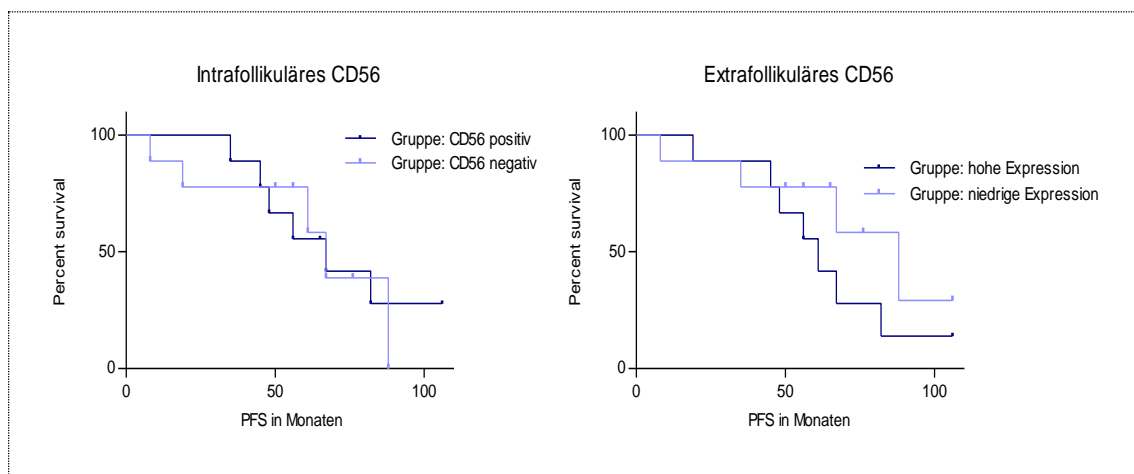 Intrafollikuläres CD56
Gruppe: CD56 positiv
Gruppe: CD56 negativ
Percent survival
100
50
0
0
50
100
PFS in Monaten
Extrafollikuläres CD56
Gruppe: hohe Expression
Gruppe: niedrige Expression
Percent survival
100
50
0
0
50
100
PFS in Monaten